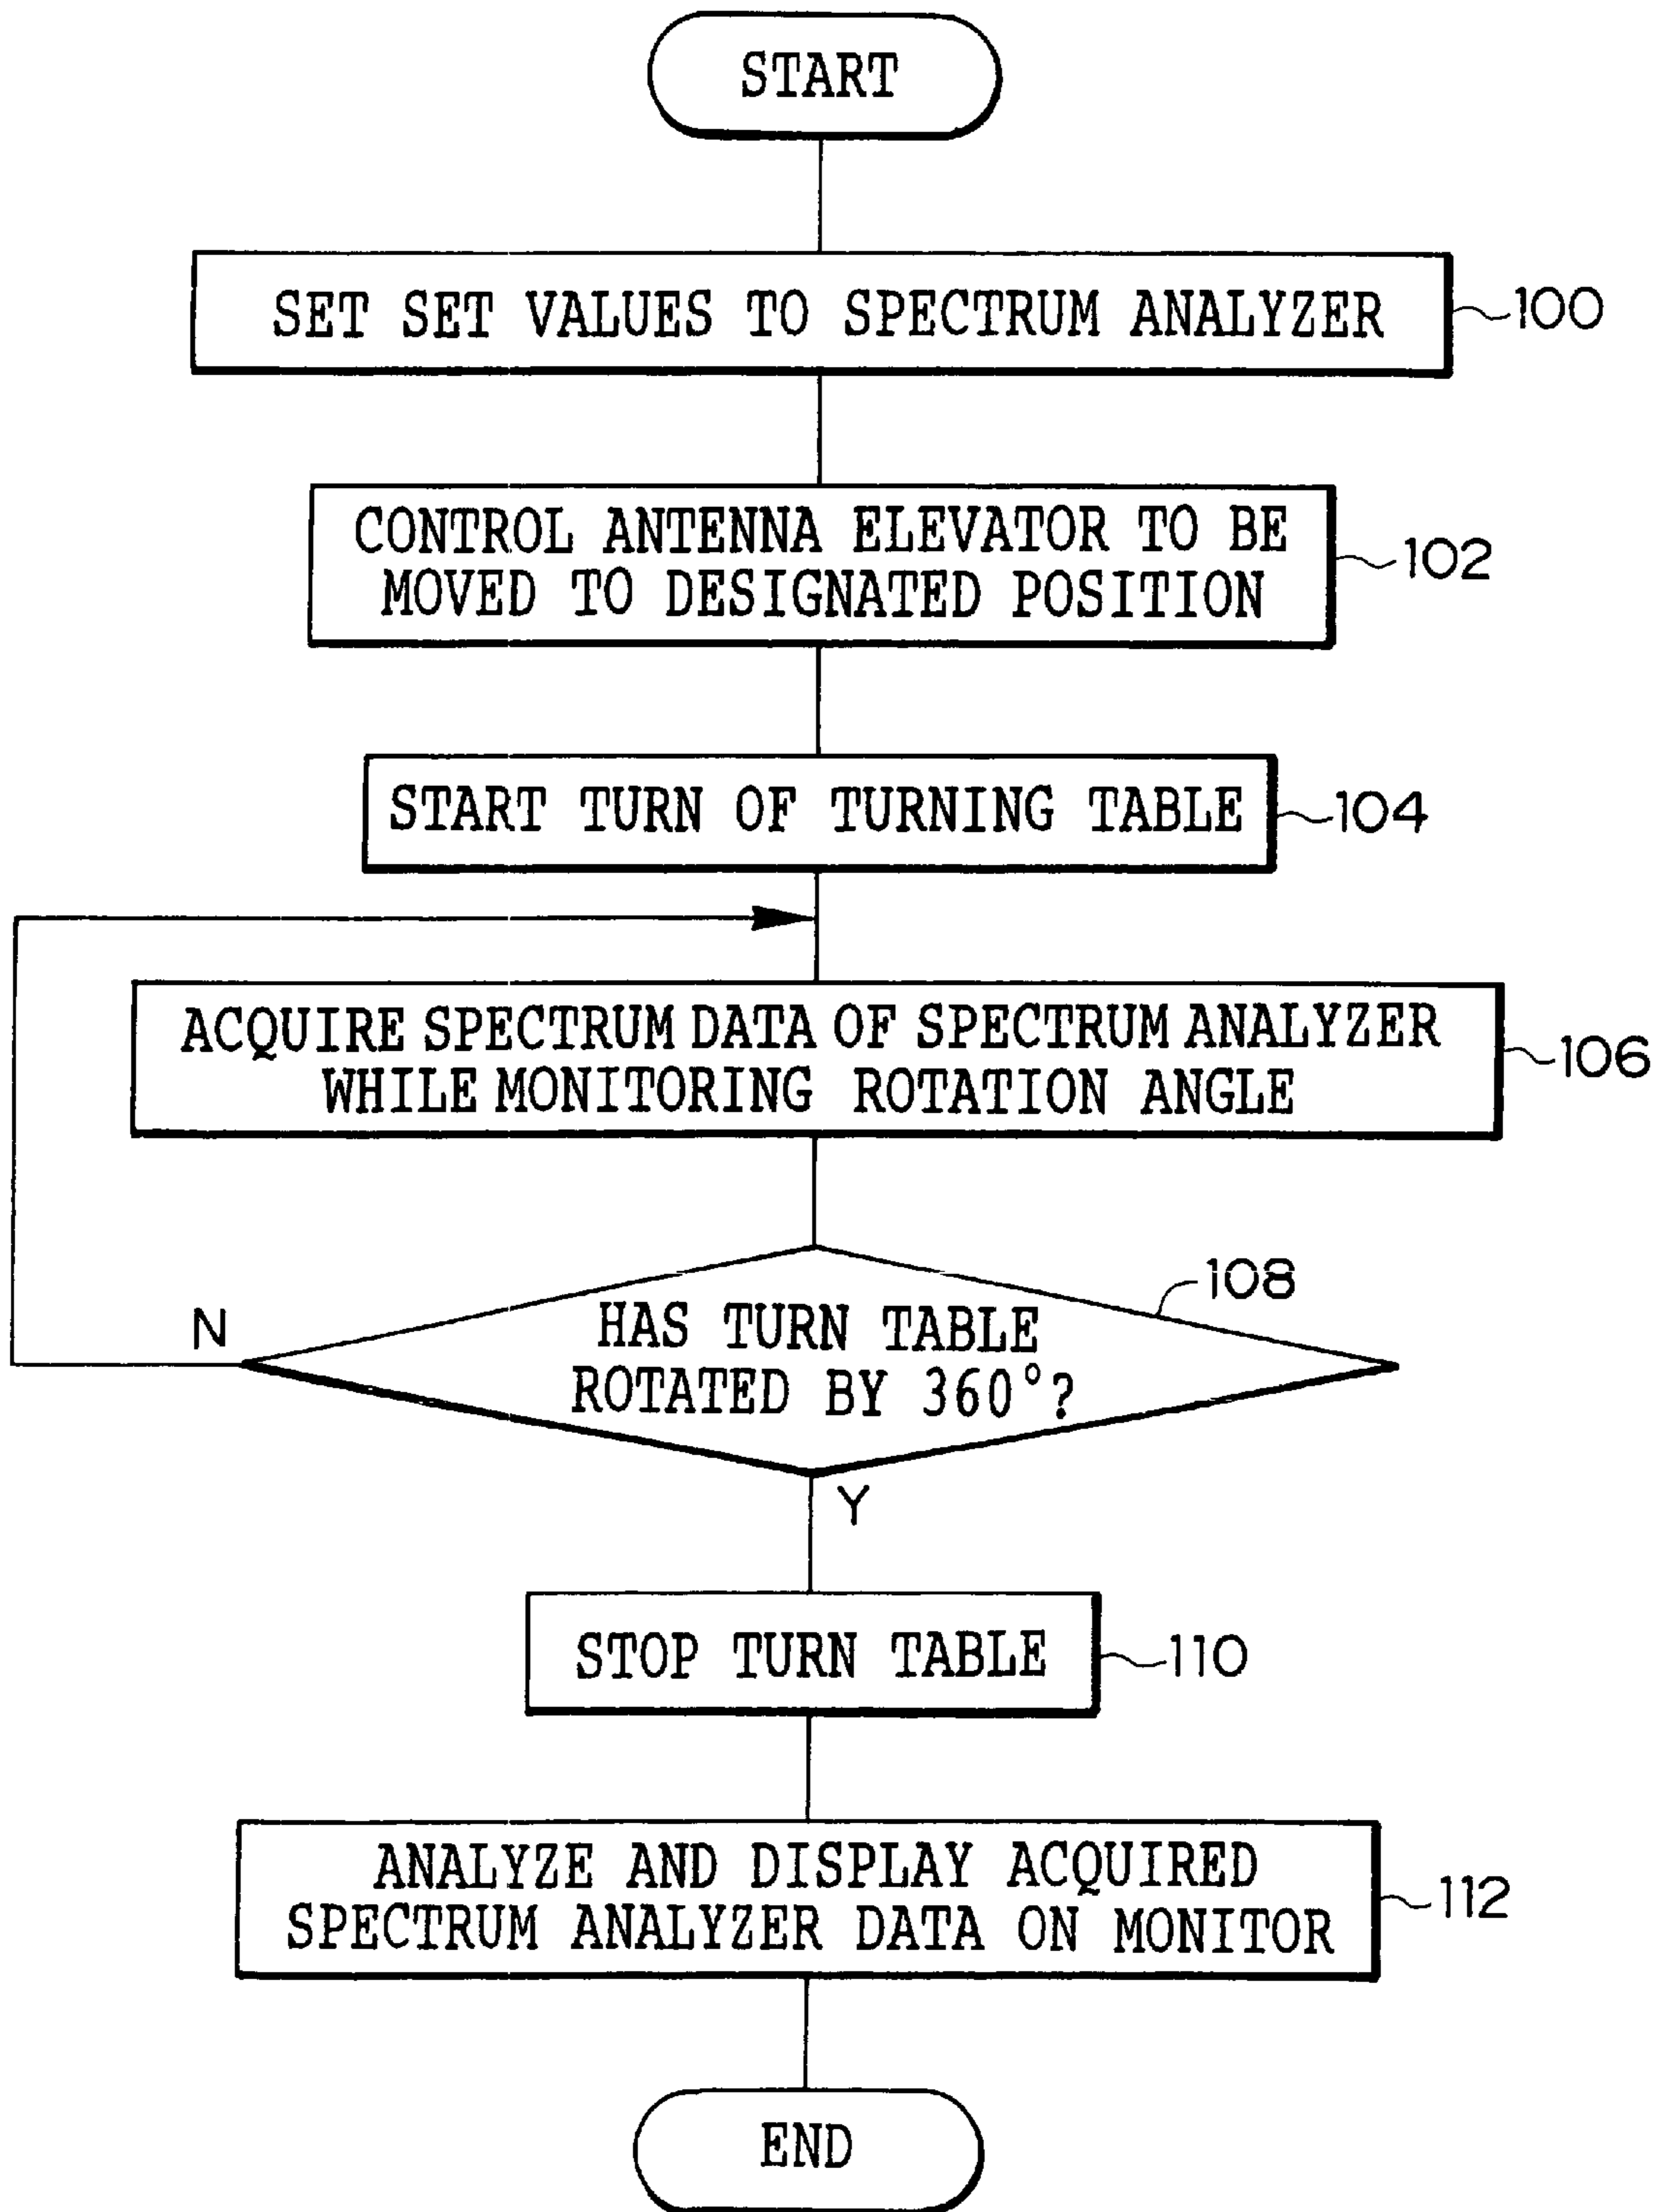 START
SET SET VALUES TO SPECTRUM ANALYZER
100
CONTROL ANTENNA ELEVATOR TO BE
MOVED TO DESIGNATED POSITION
102
START TURN OF TURNING TABLE
104
ACQUIRE SPECTRUM DATA OF SPECTRUM ANALYZER
WHILE MONITORING ROTATION ANGLE
106
108
N
HAS TURN TABLE
ROTATED BY 360°?
Y
STOP TURN TABLE
110
ANALYZE AND DISPLAY ACQUIRED
SPECTRUM ANALYZER DATA ON MONITOR
112
END